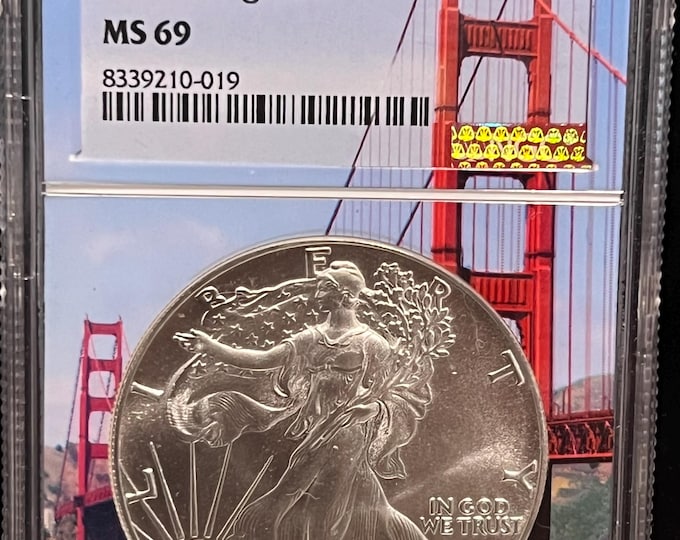 MS 69
8339210-019
LIBERTY
IN GOD
WE TRUST